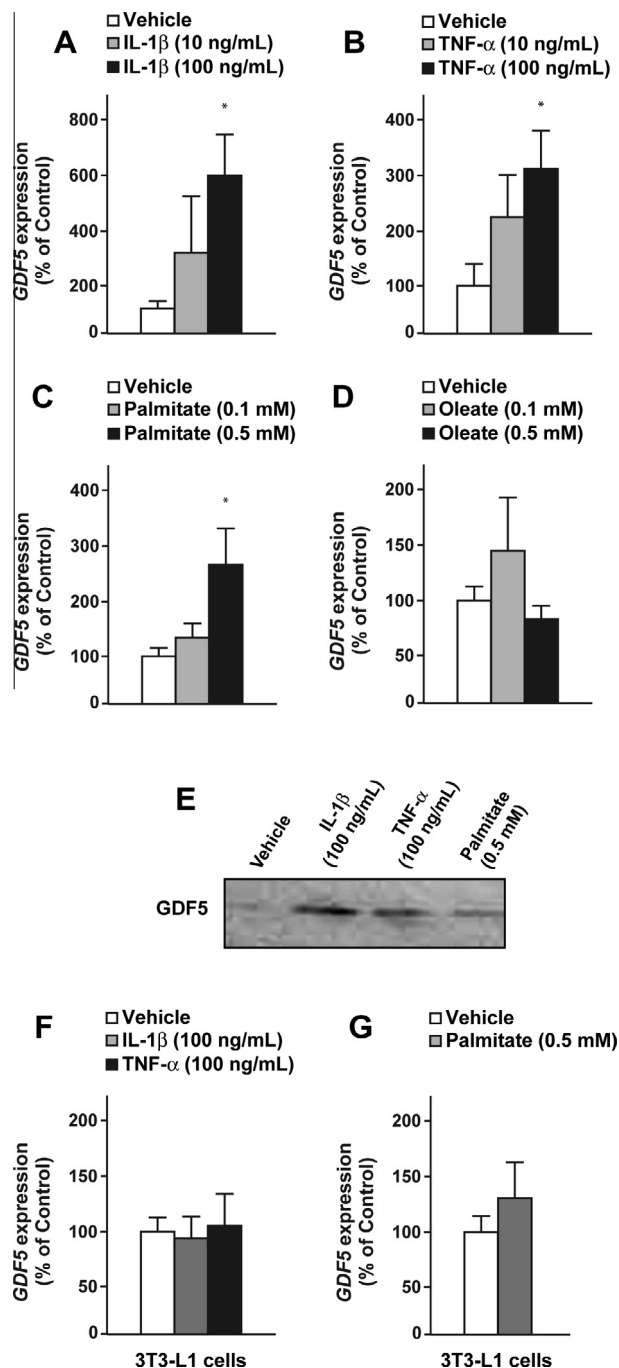 A
Vehicle
IL-1β (10 ng/mL)
IL-1β (100 ng/mL)
GDF5 expression
(% of Control)
800
600
400
200
0
*
B
Vehicle
TNF-α (10 ng/mL)
TNF-α (100 ng/mL)
GDF5 expression
(% of Control)
400
300
200
100
0
*
C
Vehicle
Palmitate (0.1 mM)
Palmitate (0.5 mM)
GDF5 expression
(% of Control)
400
300
200
100
0
*
D
Vehicle
Oleate (0.1 mM)
Oleate (0.5 mM)
GDF5 expression
(% of Control)
200
150
100
50
0
E
Vehicle
IL-1β
(100 ng/mL)
TNF-α
(100 ng/mL)
Palmitate
(0.5 mM)
GDF5
F
Vehicle
IL-1β (100 ng/mL)
TNF-α (100 ng/mL)
GDF5 expression
(% of Control)
200
150
100
50
0
3T3-L1 cells
G
Vehicle
Palmitate (0.5 mM)
GDF5 expression
(% of Control)
200
150
100
50
0
3T3-L1 cells